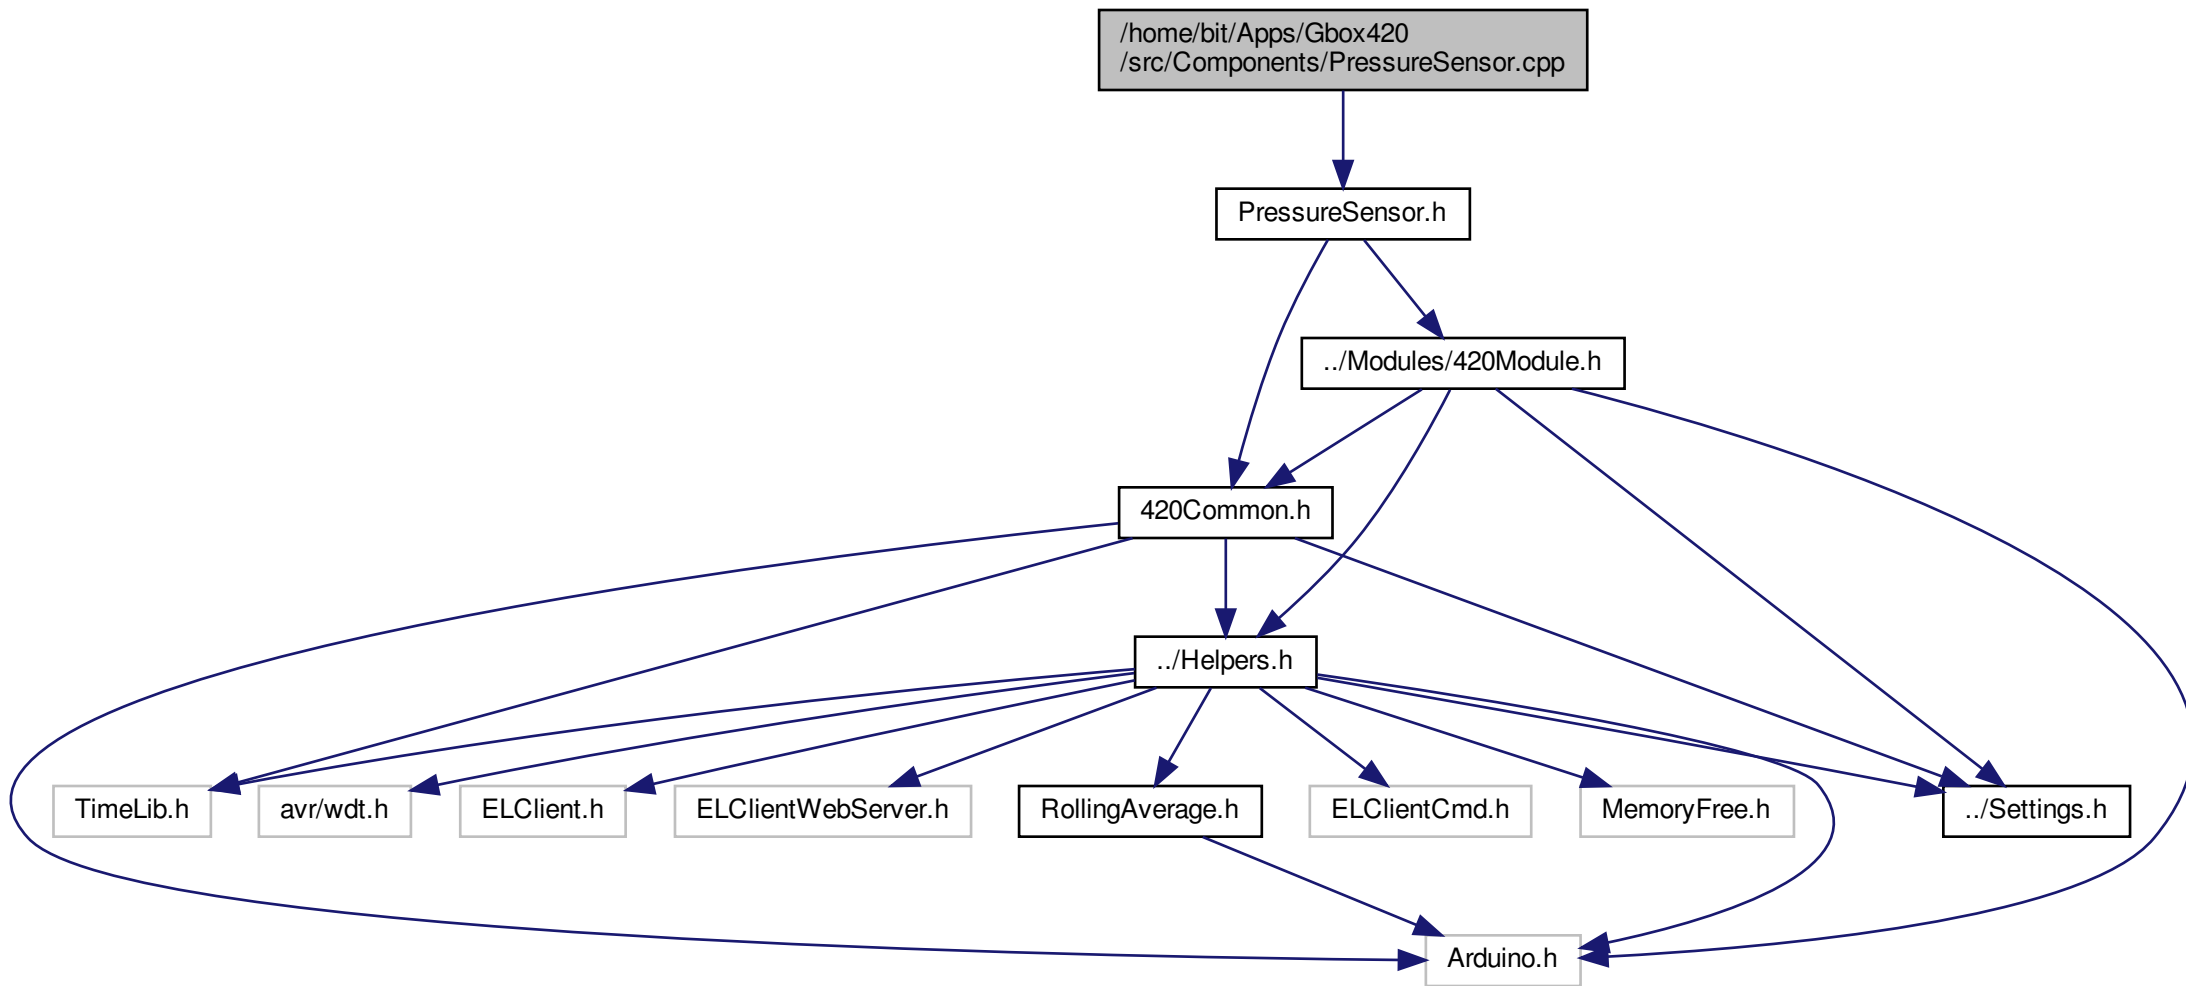 /home/bit/Apps/Gbox420
/src/Components/PressureSensor.cpp
PressureSensor.h
../Modules/420Module.h
420Common.h
../Helpers.h
TimeLib.h
avr/wdt.h
ELClient.h
ELClientWebServer.h
RollingAverage.h
ELClientCmd.h
MemoryFree.h
../Settings.h
Arduino.h